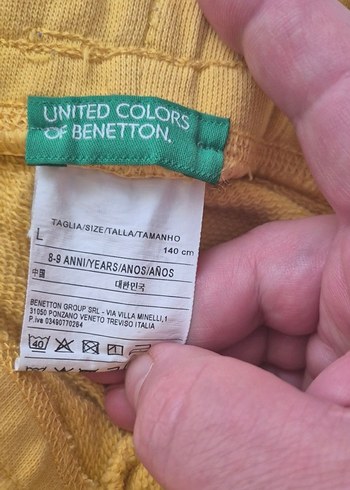 UNITED COLORS
OF BENETTON.
TAGLIA/SIZE/TALLA/TAMANHO
L
140 cm
8-9 ANNI/YEARS/ANOS/AÑOS
中国
대한민국
BENETTON GROUP SRL - VIA VILLA MINELLI,1
31050 PONZANO VENETO TREVISO ITALIA
P.iva 03490770264
40